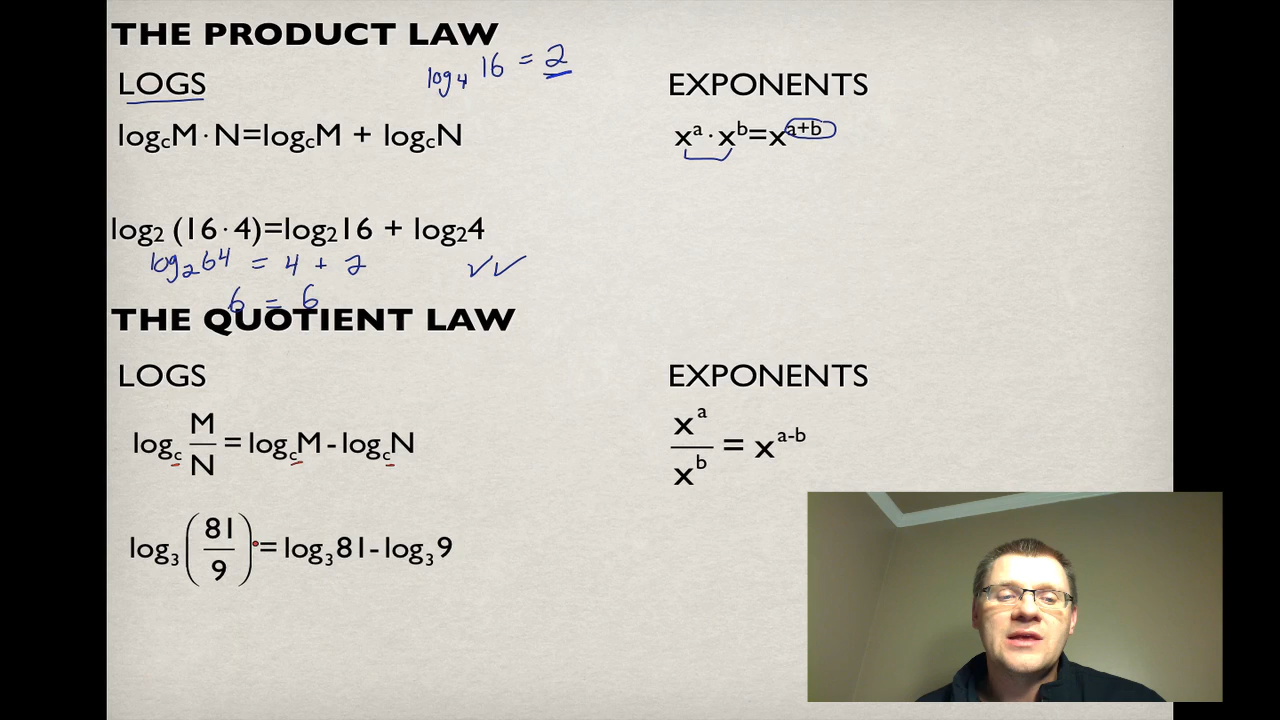 THE PRODUCT LAW
log₄ 16 = 2
LOGS
EXPONENTS
log꜀M·N=log꜀M + log꜀N
xᵃ·xᵇ=xᵃ⁺ᵇ
log₂ (16·4)=log₂16 + log₂4
log₂64 = 4 + 2 ✓✓
6 = 6
THE QUOTIENT LAW
LOGS
EXPONENTS
log꜀ M/N = log꜀M - log꜀N
xᵃ/xᵇ = xᵃ⁻ᵇ
log₃ (81/9) = log₃81 - log₃9